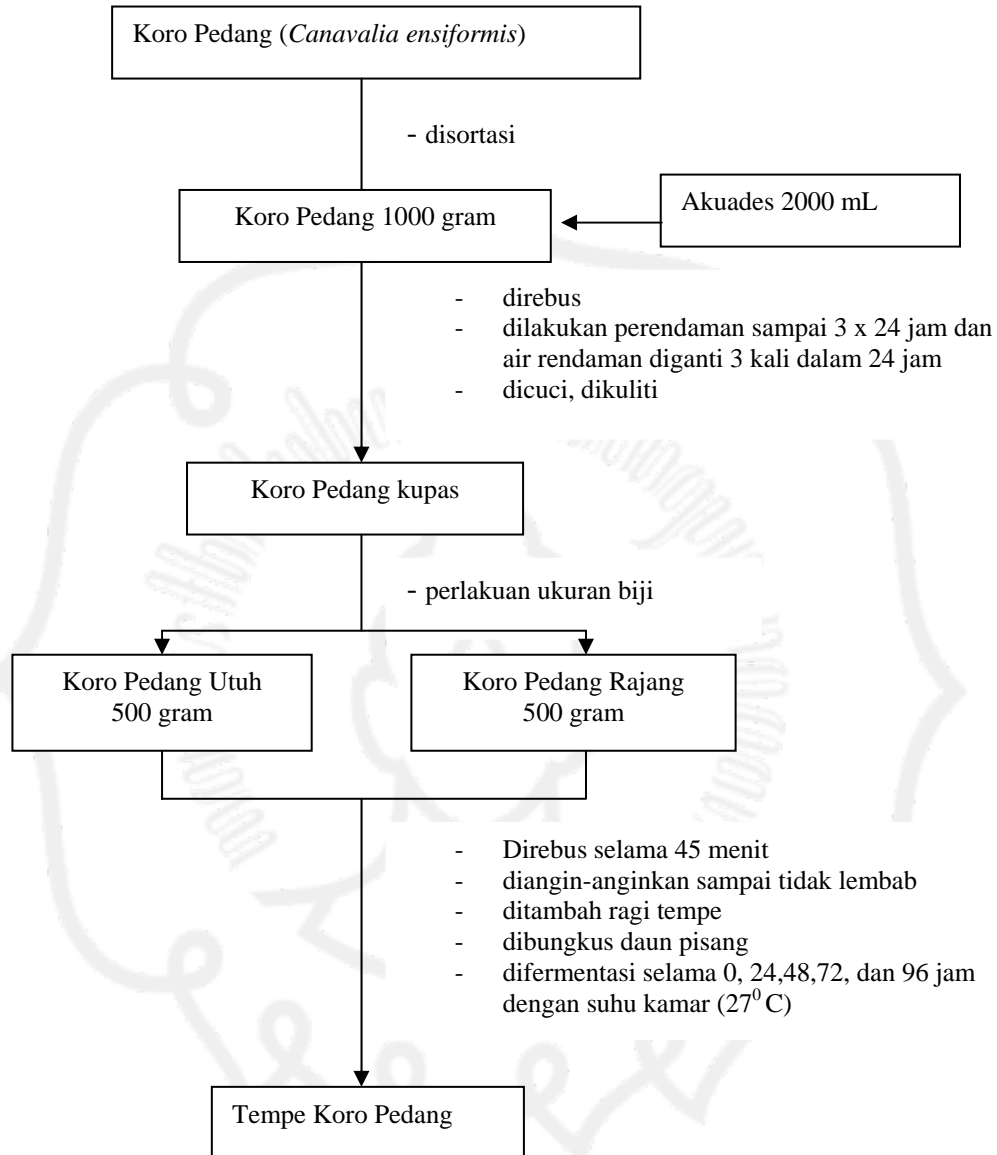 Koro Pedang (Canavalia ensiformis)
- disortasi
Koro Pedang 1000 gram
Akuades 2000 mL
- direbus
- dilakukan perendaman sampai 3 x 24 jam dan
air rendaman diganti 3 kali dalam 24 jam
- dicuci, dikuliti
Koro Pedang kupas
- perlakuan ukuran biji
Koro Pedang Utuh
500 gram
Koro Pedang Rajang
500 gram
- Direbus selama 45 menit
- diangin-anginkan sampai tidak lembab
- ditambah ragi tempe
- dibungkus daun pisang
- difermentasi selama 0, 24,48,72, dan 96 jam
dengan suhu kamar (27⁰ C)
Tempe Koro Pedang